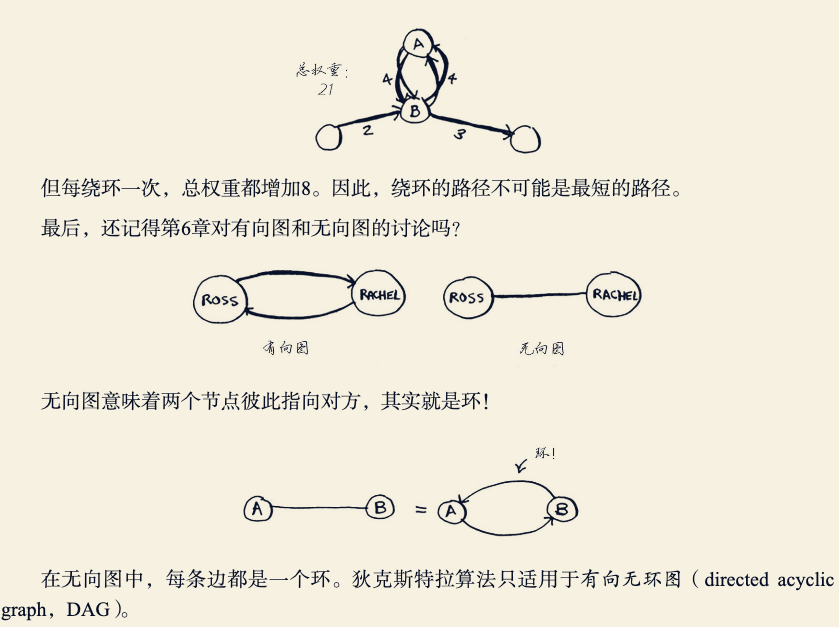 A
总权重：
21
4
4
B
2
3
但每绕环一次，总权重都增加8。因此，绕环的路径不可能是最短的路径。
最后，还记得第6章对有向图和无向图的讨论吗？
ROSS
RACHEL
ROSS
RACHEL
有向图
无向图
无向图意味着两个节点彼此指向对方，其实就是环！
环！
A
B
=
A
B
在无向图中，每条边都是一个环。狄克斯特拉算法只适用于有向无环图（directed acyclic
graph，DAG）。